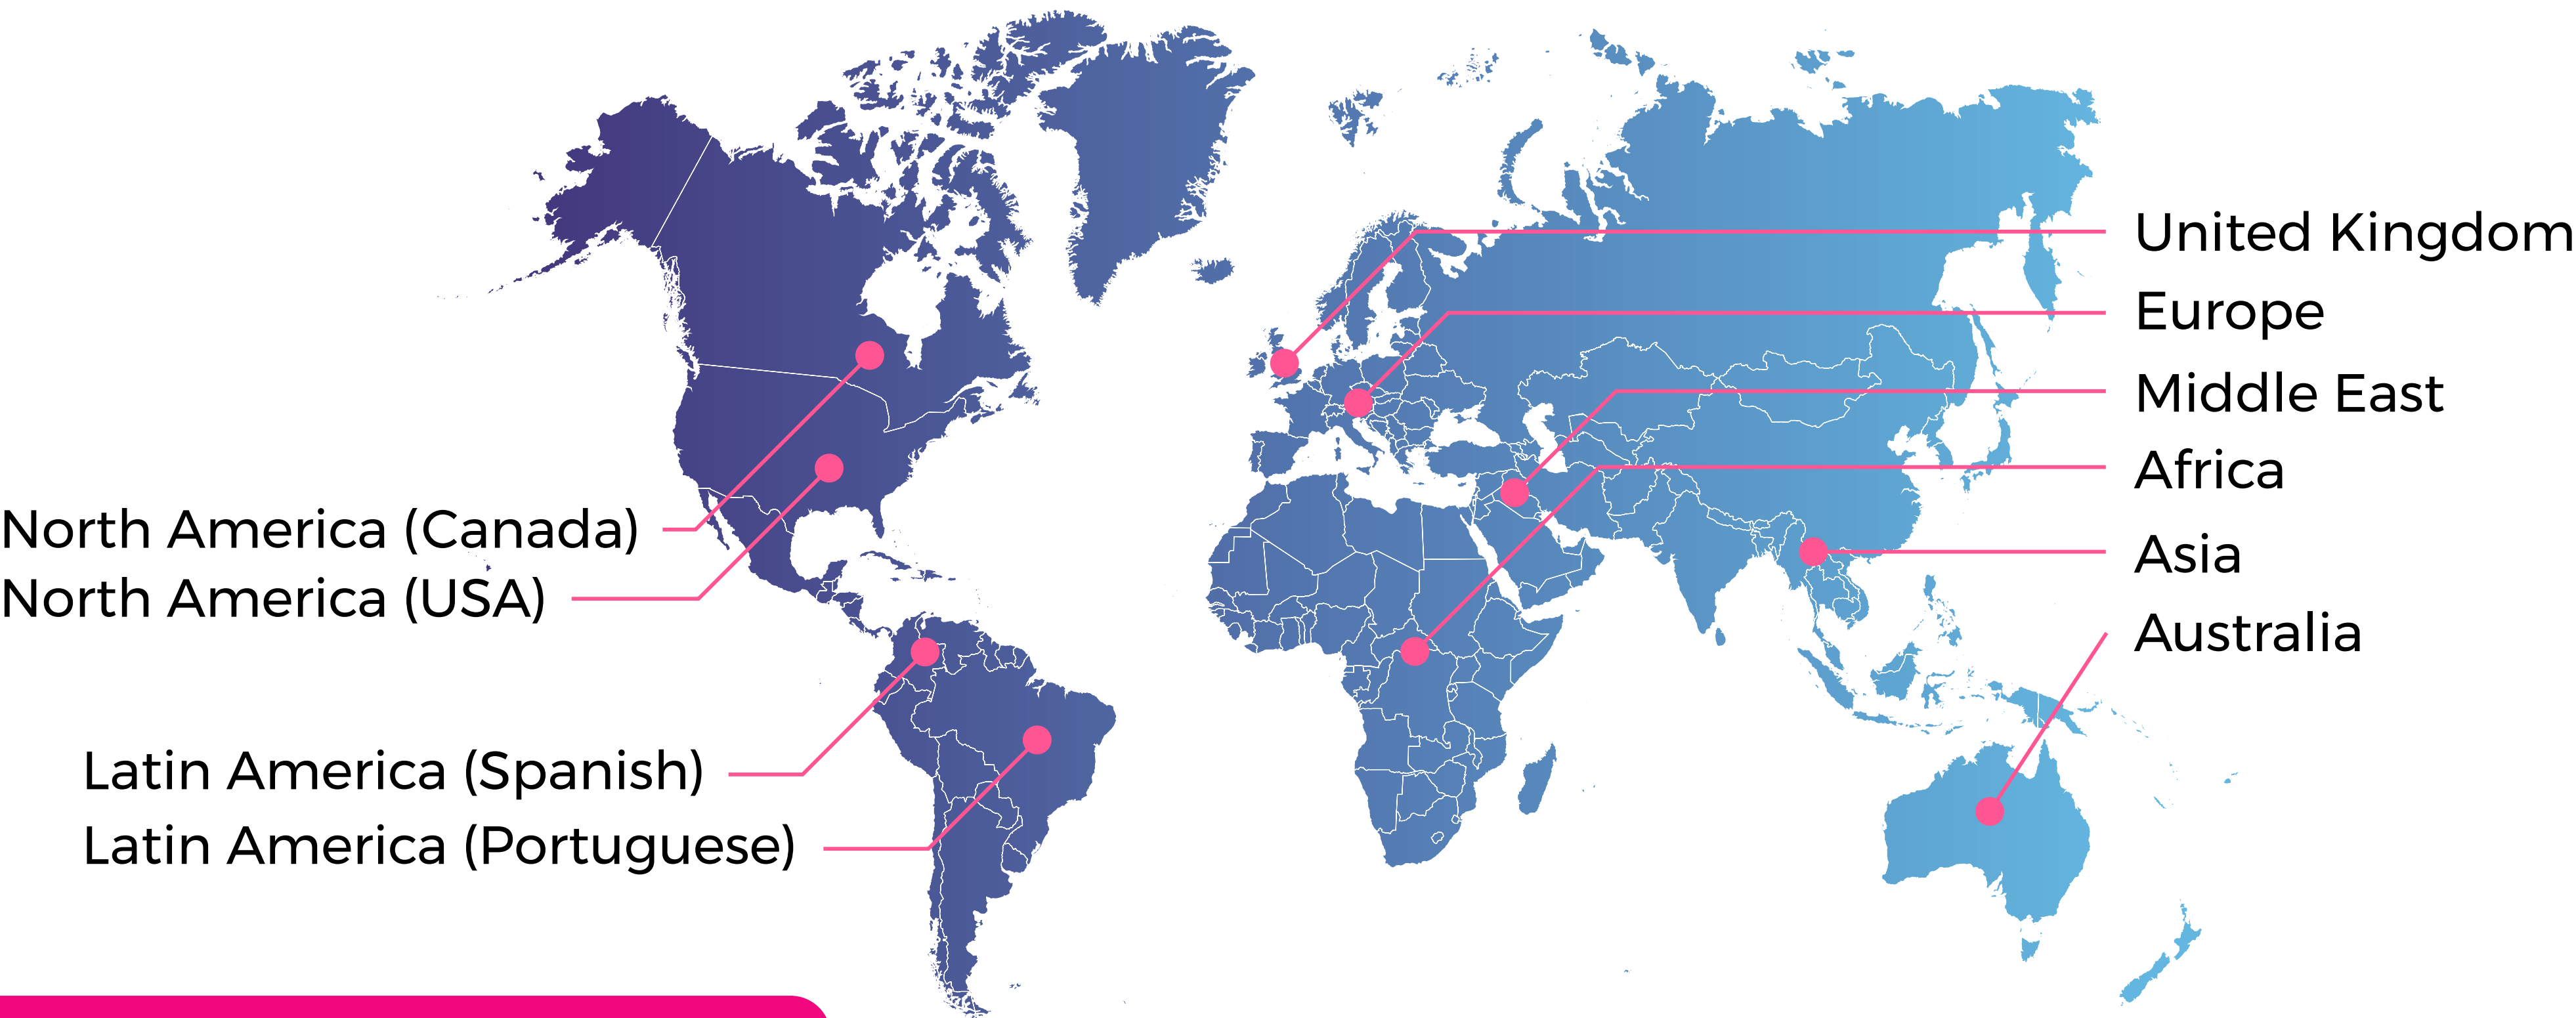 North America (Canada)
North America (USA)
Latin America (Spanish)
Latin America (Portuguese)
United Kingdom
Europe
Middle East
Africa
Asia
Australia